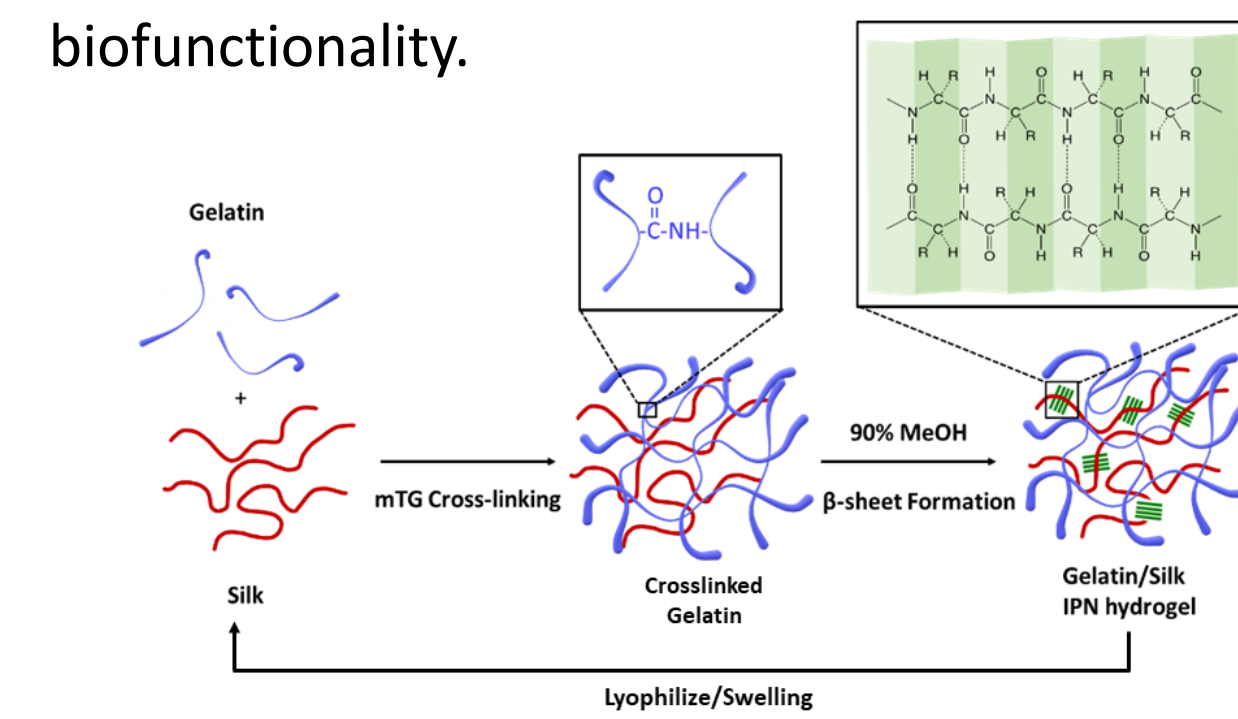 biofunctionality.
Gelatin
+
Silk
mTG Cross-linking
O
-C-NH-
Crosslinked
Gelatin
90% MeOH
β-sheet Formation
H R H O H R H O
N C C N C C N C C N C C
H O H R H O H R
O H R H O H R H
C C N C C N C C N C C N
R H O H R H O H
Gelatin/Silk
IPN hydrogel
Lyophilize/Swelling